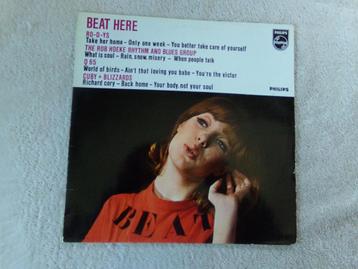 BEAT HERE
RO-D-YS
Take her home - Only one week - You better take care of yourself
THE ROB HOEKE RHYTHM AND BLUES GROUP
What is soul - Rain, snow, misery - When people talk
Q 65
World of birds - Ain't that loving you babe - You're the victor
CUBY + BLIZZARDS
Richard cory - Back home - Your body, not your soul
PHILIPS
PHILIPS
BEAT